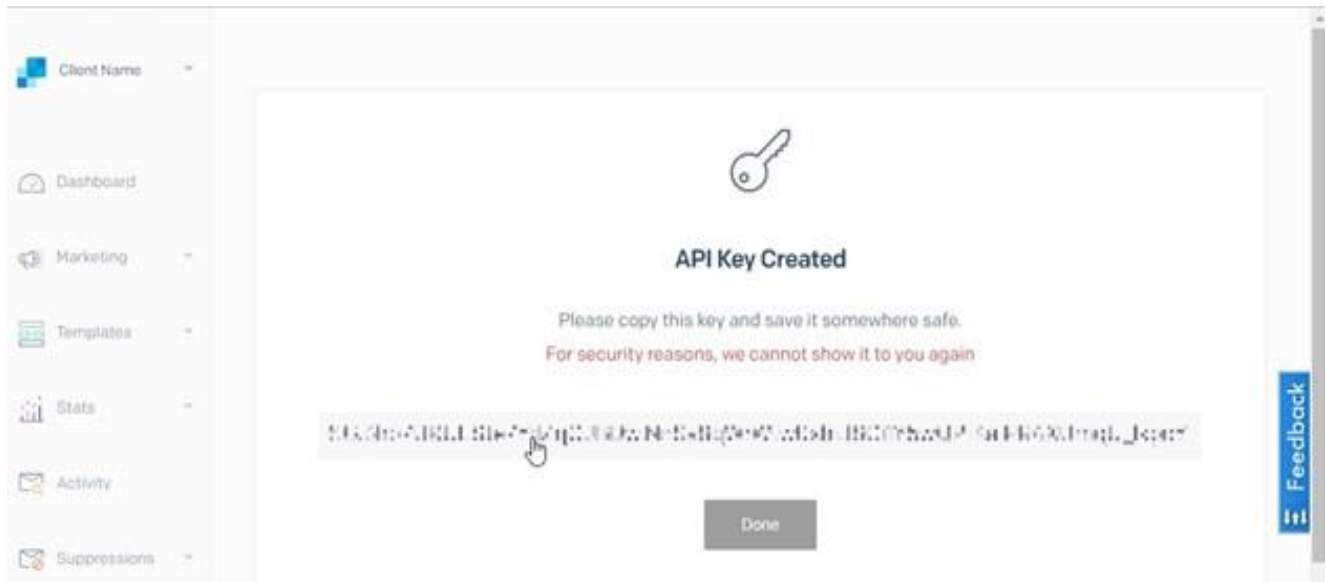 Client Name
Dashboard
Marketing
Templates
Stats
Activity
Suppressions
API Key Created
Please copy this key and save it somewhere safe.
For security reasons, we cannot show it to you again
Done
Feedback